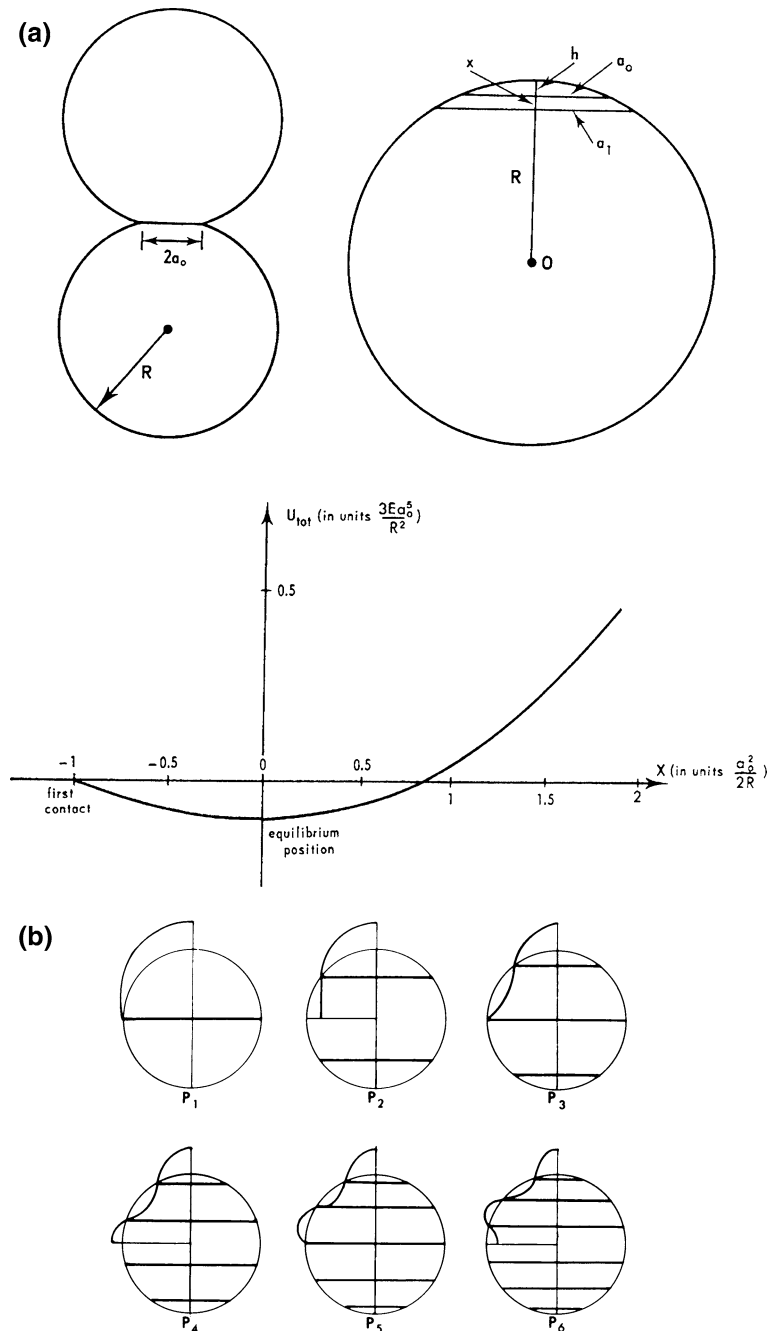 (a)
2a₀
R
x
h
a₀
a₁
R
O
U_tot (in units 3Ea₀⁵/R²)
0.5
-1
-0.5
0
0.5
1
1.5
2
X (in units a₀²/2R)
first
contact
equilibrium
position
(b)
P₁
P₂
P₃
P₄
P₅
P₆